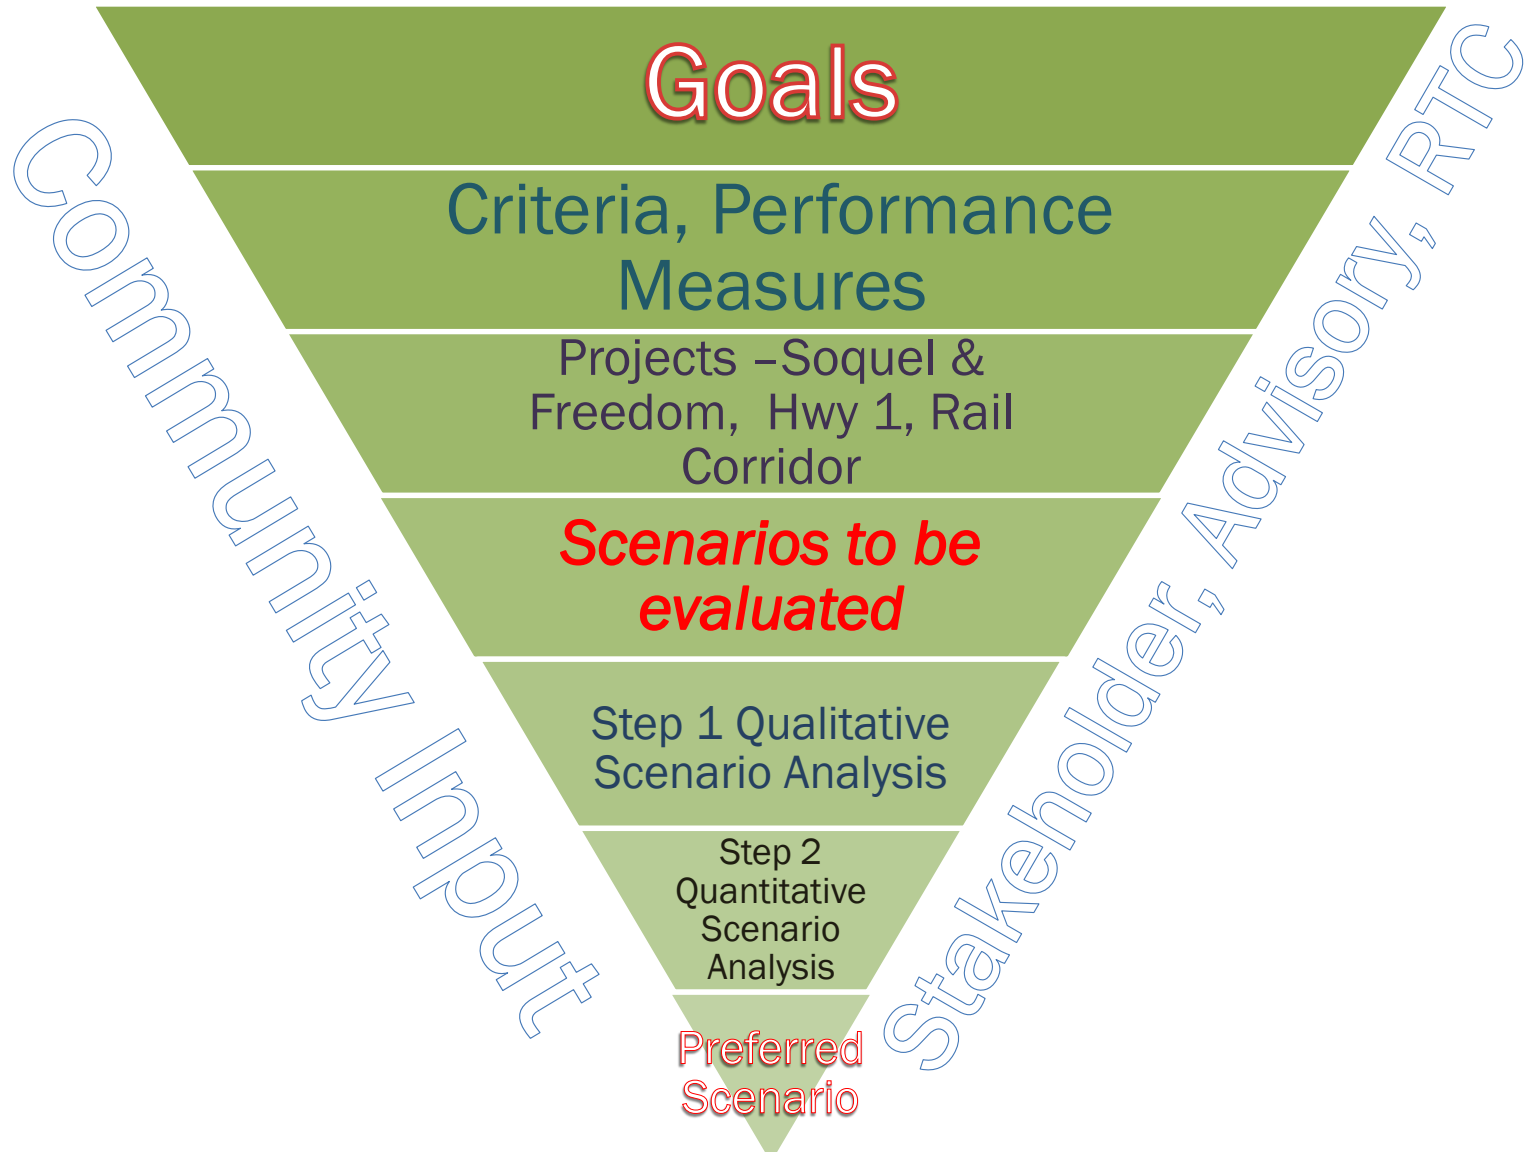 Goals
Criteria, Performance
Measures
Projects –Soquel &
Freedom, Hwy 1, Rail
Corridor
Scenarios to be
evaluated
Step 1 Qualitative
Scenario Analysis
Step 2
Quantitative
Scenario
Analysis
Preferred
Scenario
Community Input
Stakeholder, Advisory, RTC